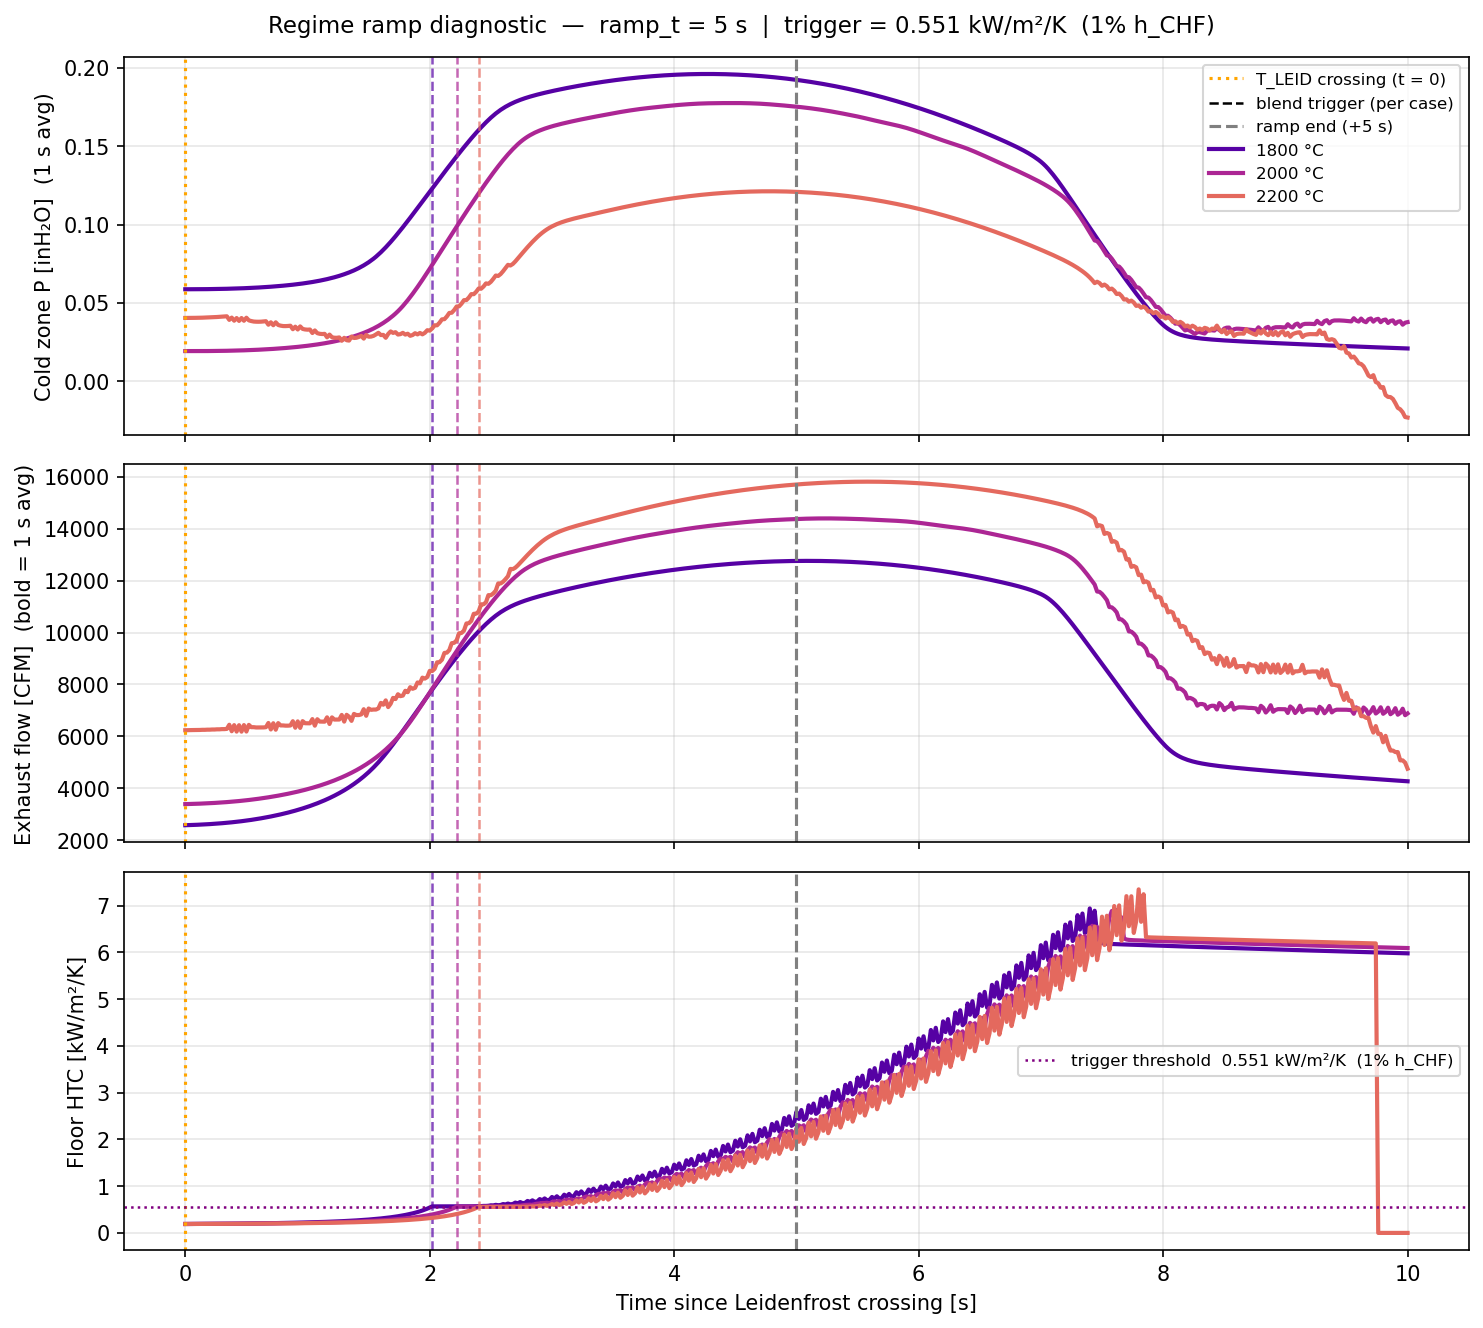 Regime ramp diagnostic — ramp_t = 5 s | trigger = 0.551 kW/m²/K (1% h_CHF)
Cold zone P [inH₂O] (1 s avg)
0.20
0.15
0.10
0.05
0.00
T_LEID crossing (t = 0)
blend trigger (per case)
ramp end (+5 s)
1800 °C
2000 °C
2200 °C
Exhaust flow [CFM] (bold = 1 s avg)
16000
14000
12000
10000
8000
6000
4000
2000
Floor HTC [kW/m²/K]
7
6
5
4
3
2
1
0
trigger threshold 0.551 kW/m²/K (1% h_CHF)
0 2 4 6 8 10
Time since Leidenfrost crossing [s]